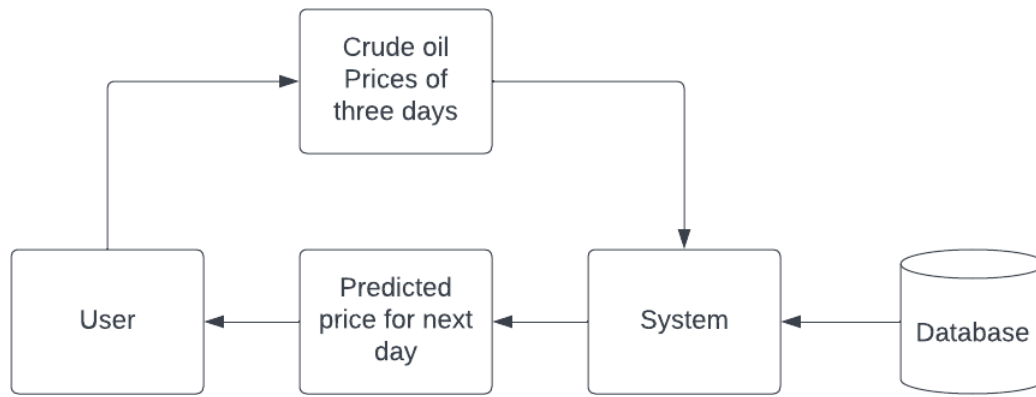 Crude oil
Prices of
three days
User
Predicted
price for next
day
System
Database